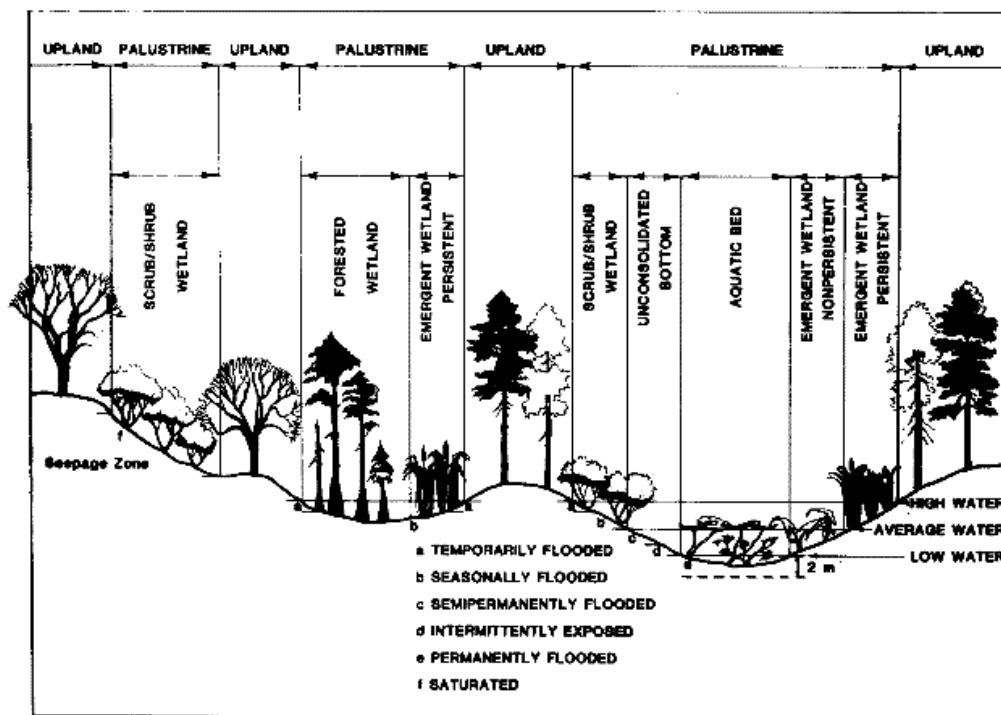 UPLAND PALUSTRINE UPLAND PALUSTRINE UPLAND PALUSTRINE UPLAND
SCRUB/SHRUB
WETLAND
FORESTED
WETLAND
EMERGENT WETLAND
PERSISTENT
SCRUB/SHRUB
WETLAND
UNCONSOLIDATED
BOTTOM
AQUATIC BED
EMERGENT WETLAND
NONPERSISTENT
EMERGENT WETLAND
PERSISTENT
f
Seepage Zone
a
b
a
a
b
c
d
e
HIGH WATER
AVERAGE WATER
LOW WATER
2 m
a TEMPORARILY FLOODED
b SEASONALLY FLOODED
c SEMIPERMANENTLY FLOODED
d INTERMITTENTLY EXPOSED
e PERMANENTLY FLOODED
f SATURATED